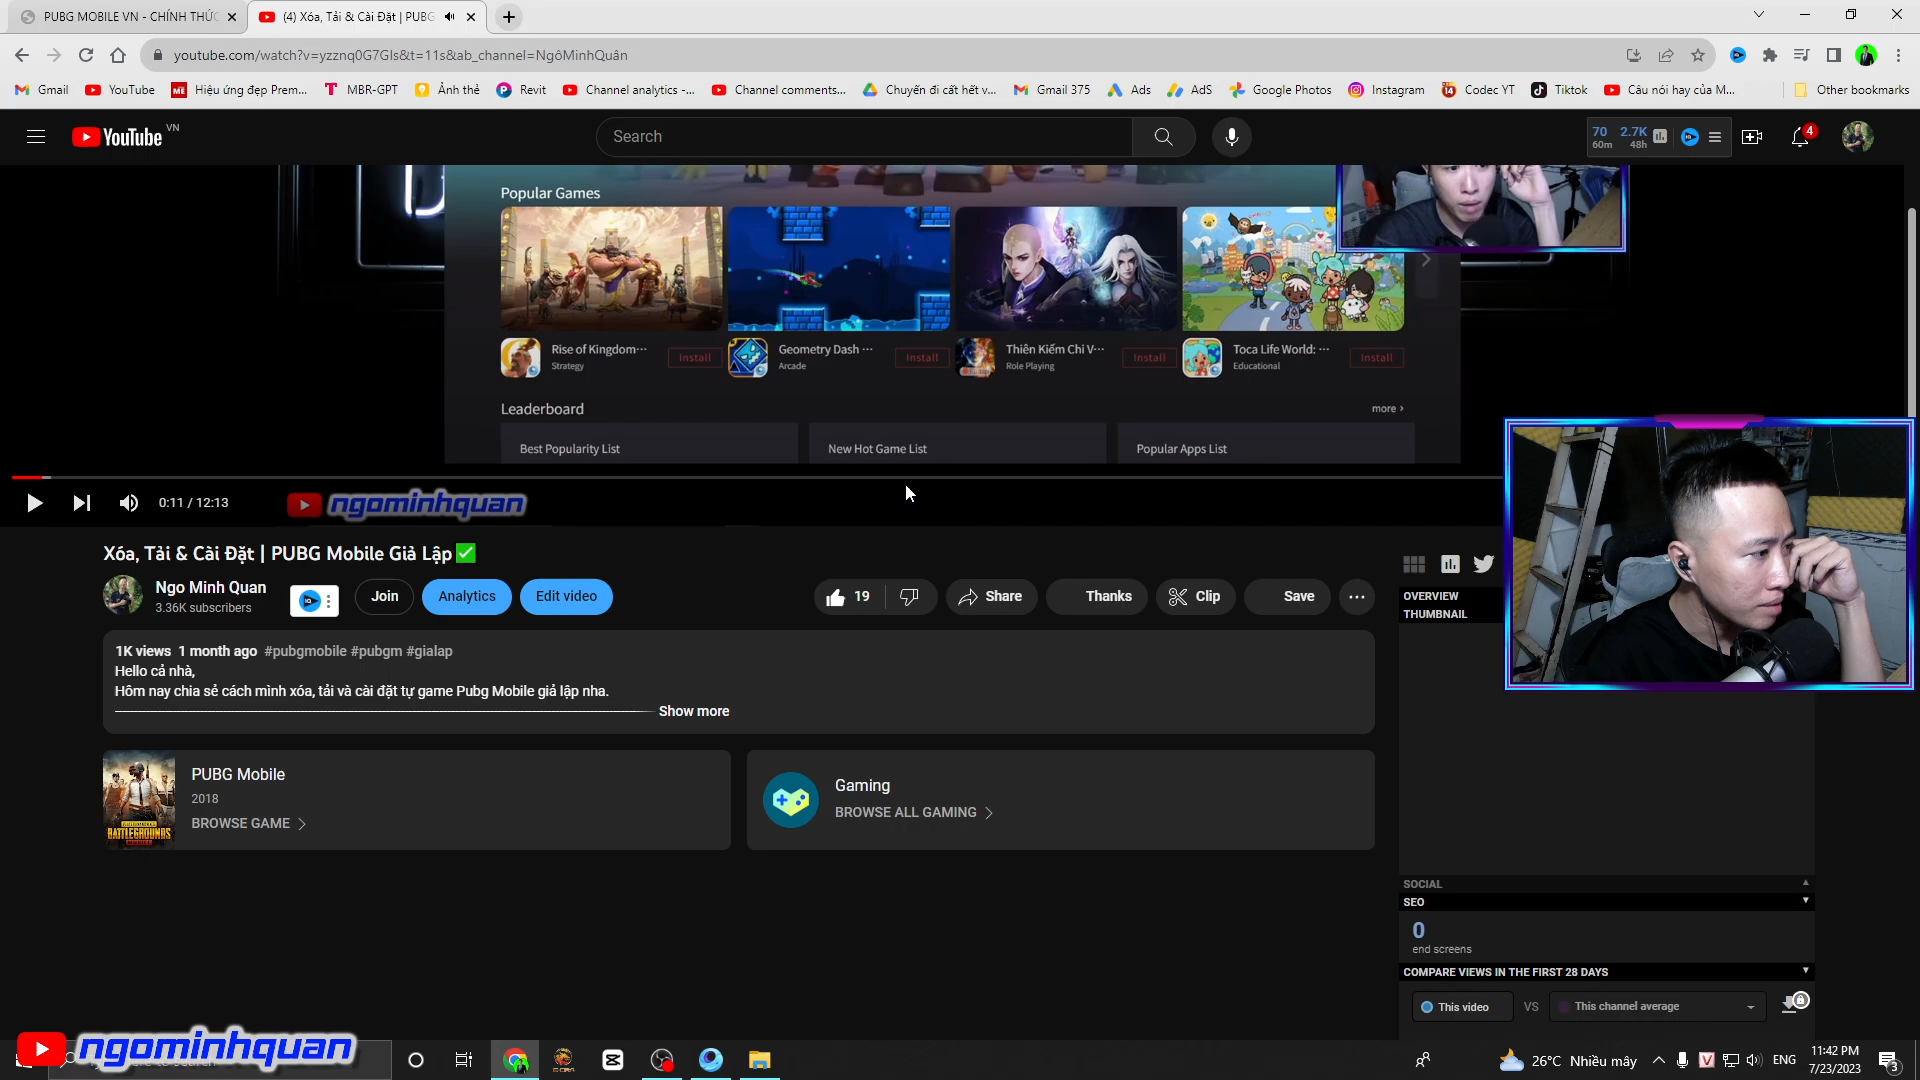 PUBG MOBILE VN - CHÍNH THỨC
(4) Xóa, Tải & Cài Đặt | PUBG
youtube.com/watch?v=yzznq0G7Gls&t=11s&ab_channel=NgôMinhQuân
Gmail
YouTube
Hiệu ứng đẹp Prem...
MBR-GPT
Ảnh thẻ
Revit
Channel analytics -...
Channel comments...
Chuyến đi cất hết v...
Gmail 375
Ads
AdS
Google Photos
Instagram
Codec YT
Tiktok
Câu nói hay của M...
Other bookmarks
YouTube VN
Search
70 2.7K
60m 48h
4
Popular Games
Rise of Kingdom...
Strategy
Install
Geometry Dash ...
Arcade
Install
Thiên Kiếm Chi V...
Role Playing
Install
Toca Life World: ...
Educational
Install
Leaderboard
more ›
Best Popularity List
New Hot Game List
Popular Apps List
0:11 / 12:13
ngominhquan
Xóa, Tải & Cài Đặt | PUBG Mobile Giả Lập✅
Ngo Minh Quan
3.36K subscribers
Join
Analytics
Edit video
19
Share
Thanks
Clip
Save
1K views 1 month ago #pubgmobile #pubgm #gialap
Hello cả nhà,
Hôm nay chia sẻ cách mình xóa, tải và cài đặt tự game Pubg Mobile giả lập nha.
Show more
PUBG Mobile
2018
BROWSE GAME
BATTLEGROUNDS
Gaming
BROWSE ALL GAMING
OVERVIEW
THUMBNAIL
SOCIAL
SEO
0
end screens
COMPARE VIEWS IN THE FIRST 28 DAYS
This video
VS
This channel average
ngominhquan
26°C Nhiều mây
ENG
11:42 PM
7/23/2023
3